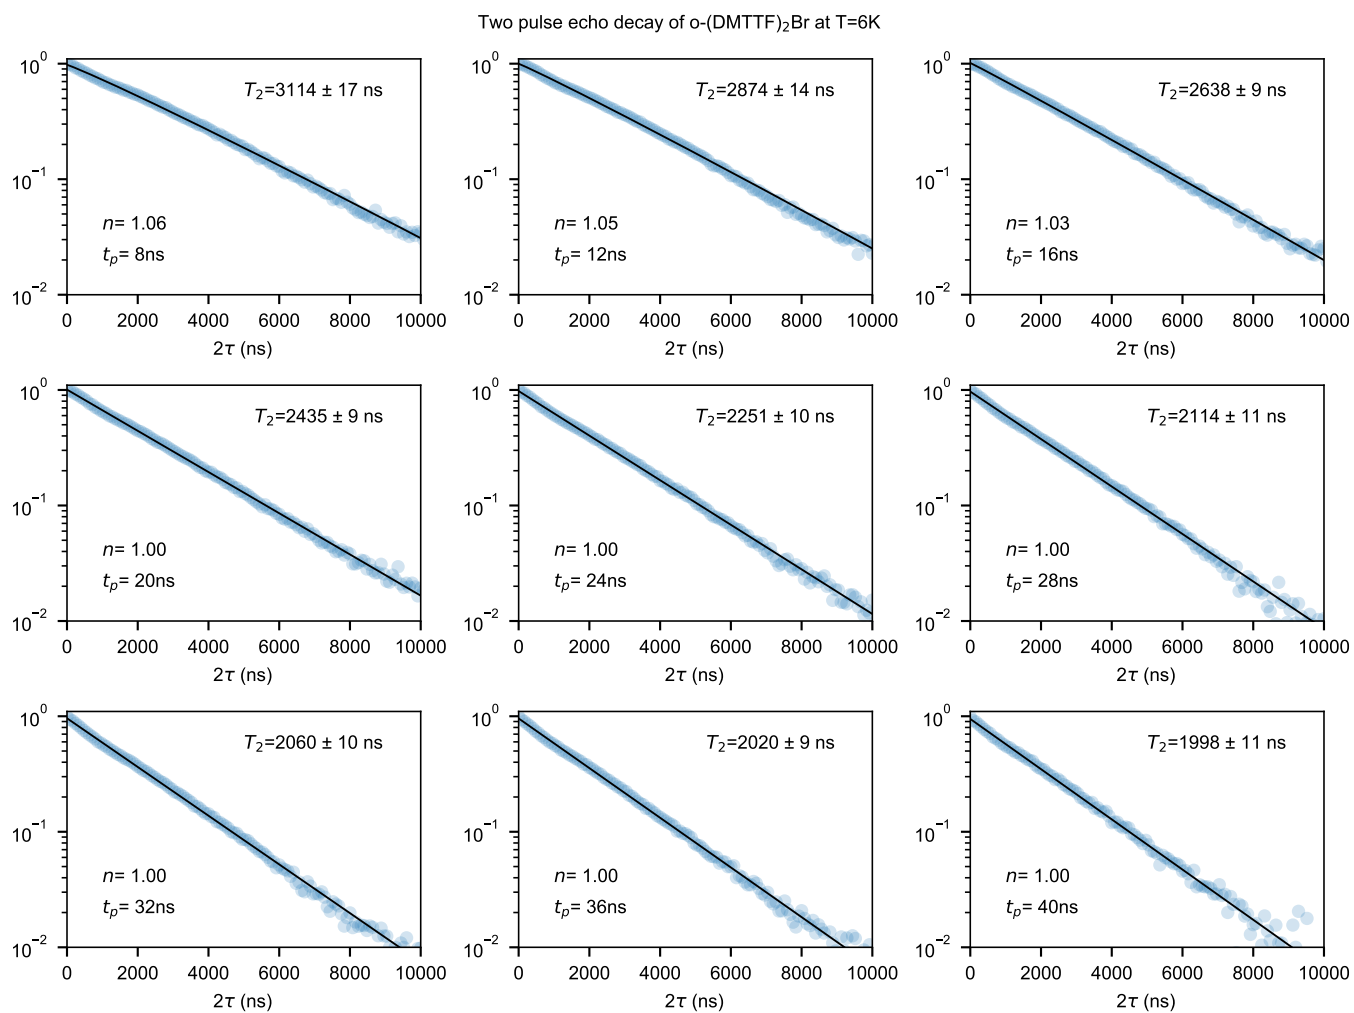 Two pulse echo decay of o-(DMTTF)₂Br at T=6K
10⁰
10⁻¹
10⁻²
T₂=3114 ± 17 ns
n= 1.06
tₚ= 8ns
0 2000 4000 6000 8000 10000
2τ (ns)
10⁰
10⁻¹
10⁻²
T₂=2874 ± 14 ns
n= 1.05
tₚ= 12ns
0 2000 4000 6000 8000 10000
2τ (ns)
10⁰
10⁻¹
10⁻²
T₂=2638 ± 9 ns
n= 1.03
tₚ= 16ns
0 2000 4000 6000 8000 10000
2τ (ns)
10⁰
10⁻¹
10⁻²
T₂=2435 ± 9 ns
n= 1.00
tₚ= 20ns
0 2000 4000 6000 8000 10000
2τ (ns)
10⁰
10⁻¹
10⁻²
T₂=2251 ± 10 ns
n= 1.00
tₚ= 24ns
0 2000 4000 6000 8000 10000
2τ (ns)
10⁰
10⁻¹
10⁻²
T₂=2114 ± 11 ns
n= 1.00
tₚ= 28ns
0 2000 4000 6000 8000 10000
2τ (ns)
10⁰
10⁻¹
10⁻²
T₂=2060 ± 10 ns
n= 1.00
tₚ= 32ns
0 2000 4000 6000 8000 10000
2τ (ns)
10⁰
10⁻¹
10⁻²
T₂=2020 ± 9 ns
n= 1.00
tₚ= 36ns
0 2000 4000 6000 8000 10000
2τ (ns)
10⁰
10⁻¹
10⁻²
T₂=1998 ± 11 ns
n= 1.00
tₚ= 40ns
0 2000 4000 6000 8000 10000
2τ (ns)